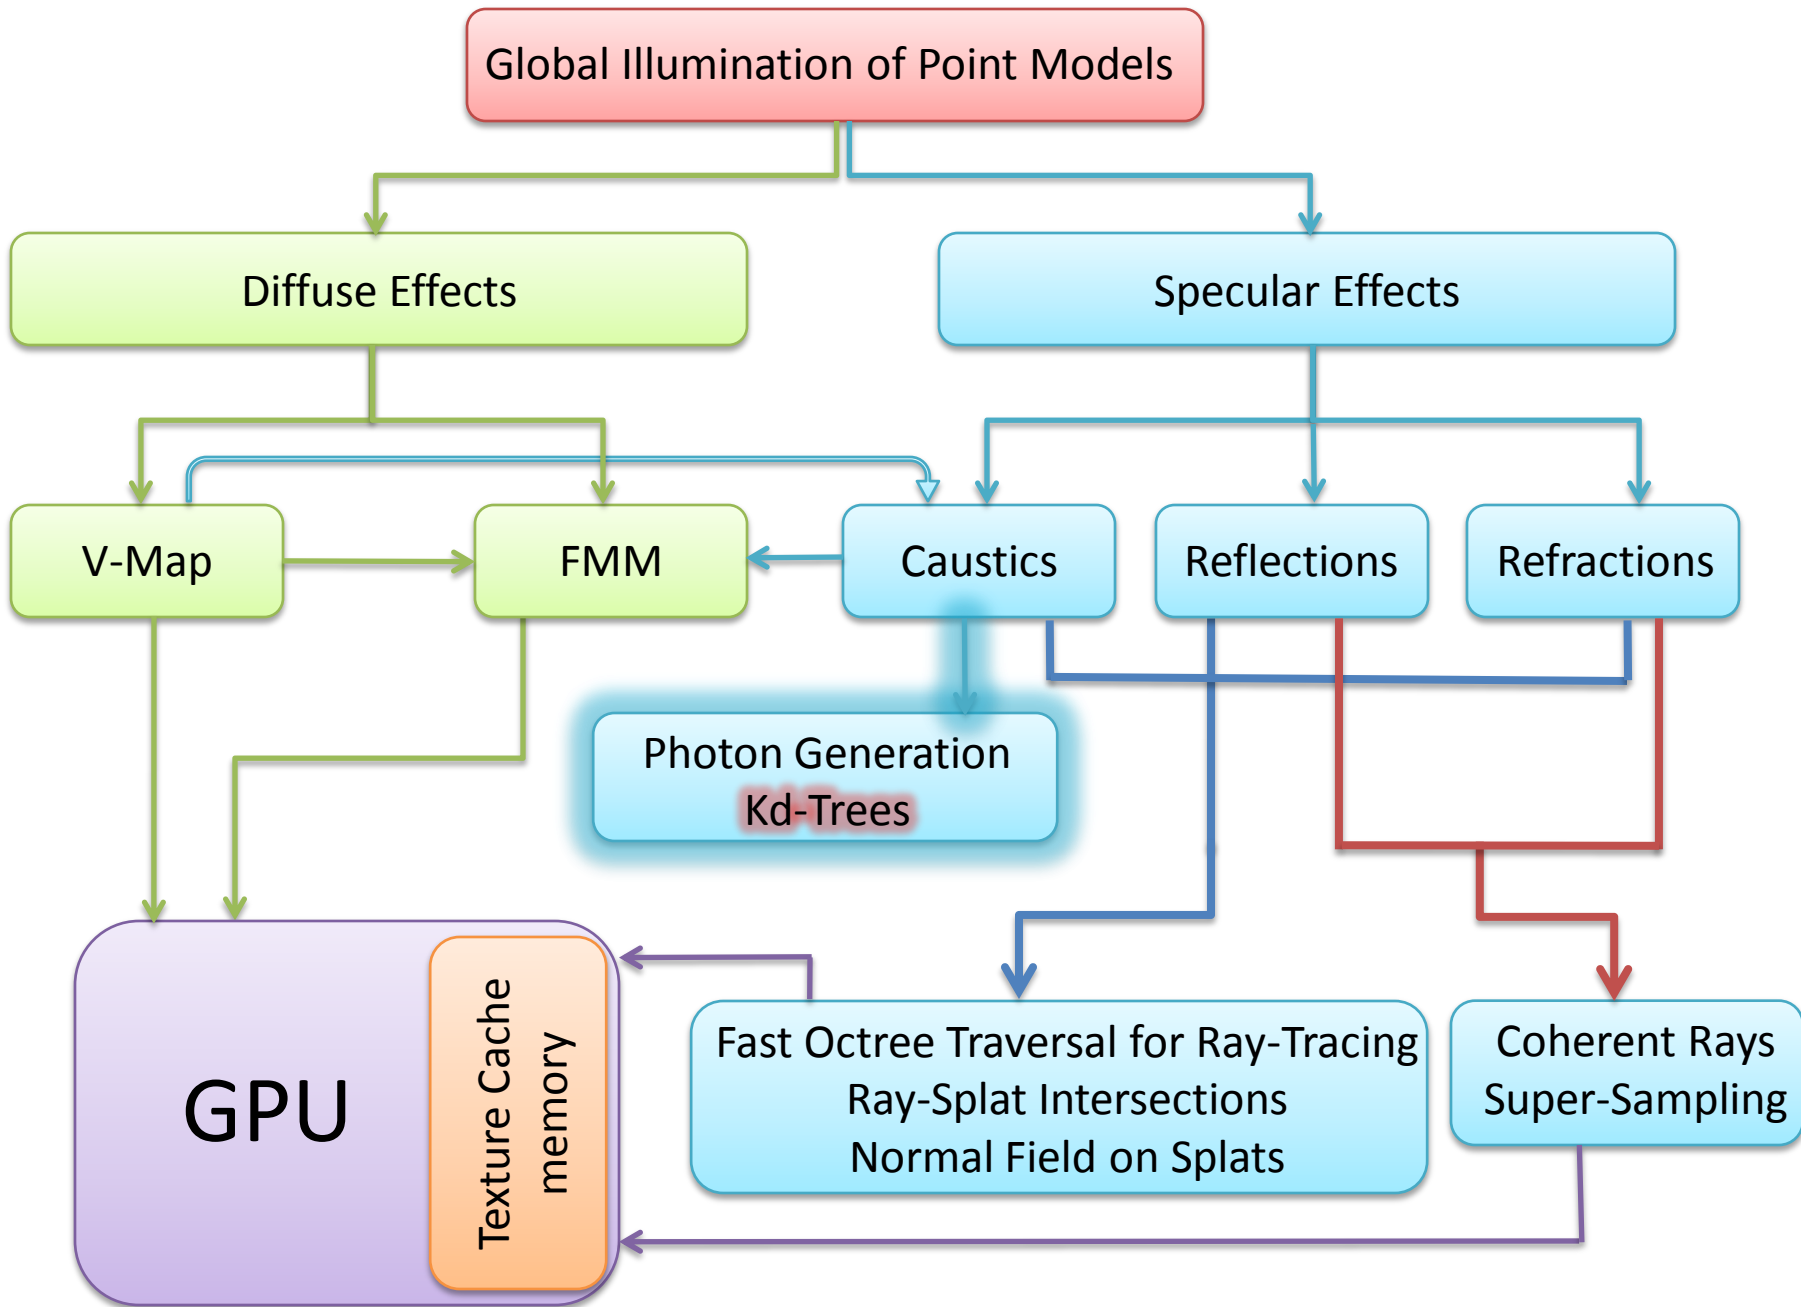 Global Illumination of Point Models
Diffuse Effects
Specular Effects
V-Map
FMM
Caustics
Reflections
Refractions
Photon Generation
Kd-Trees
GPU
Texture Cache
memory
Fast Octree Traversal for Ray-Tracing
Ray-Splat Intersections
Normal Field on Splats
Coherent Rays
Super-Sampling